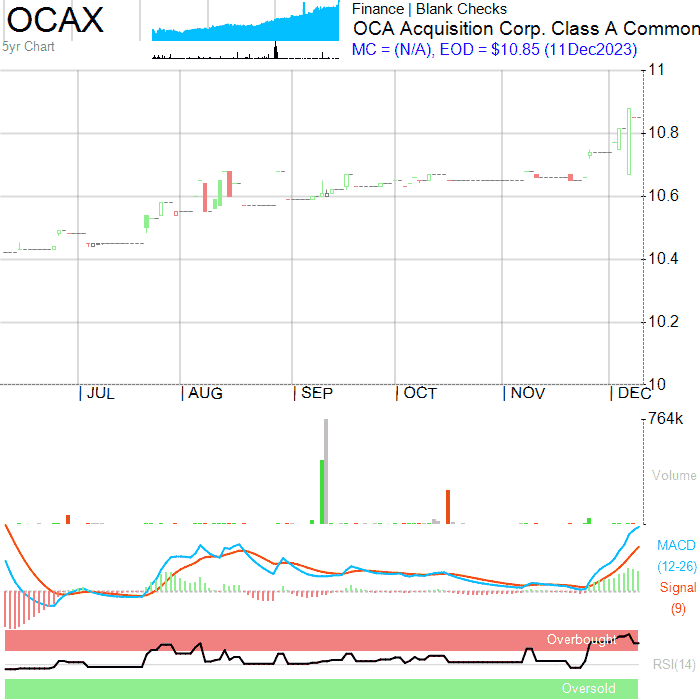 OCAX
5yr Chart
Finance | Blank Checks
OCA Acquisition Corp. Class A Common
MC = (N/A), EOD = $10.85 (11Dec2023)
11
10.8
10.6
10.4
10.2
10
JUL AUG SEP OCT NOV DEC
764k
Volume
MACD
(12-26)
Signal
(9)
Overbought
RSI(14)
Oversold